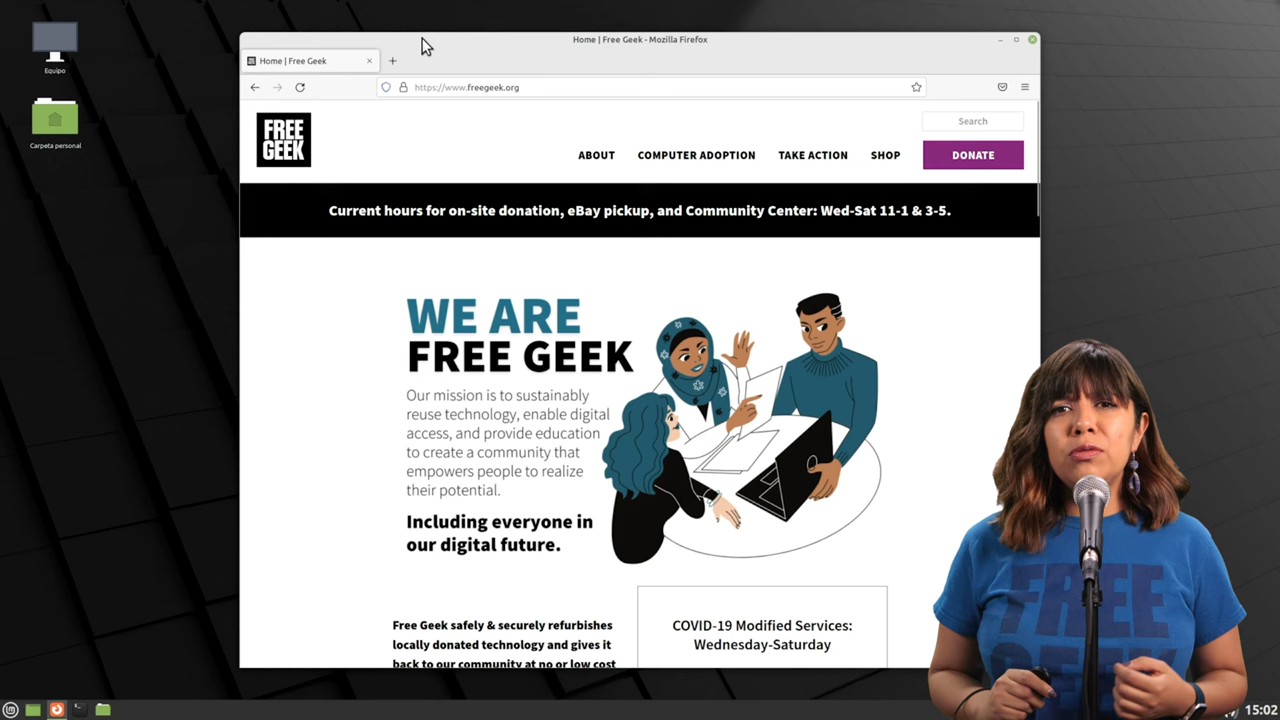 Equipo
Carpeta personal
Home | Free Geek - Mozilla Firefox
Home | Free Geek
https://www.freegeek.org
FREE
GEEK
Search
ABOUT
COMPUTER ADOPTION
TAKE ACTION
SHOP
DONATE
Current hours for on-site donation, eBay pickup, and Community Center: Wed-Sat 11-1 & 3-5.
WE ARE
FREE GEEK
Our mission is to sustainably
reuse technology, enable digital
access, and provide education
to create a community that
empowers people to realize
their potential.
Including everyone in
our digital future.
Free Geek safely & securely refurbishes
locally donated technology and gives it
back to our community at no or low cost
COVID-19 Modified Services:
Wednesday-Saturday
FREE
GEEK
15:02